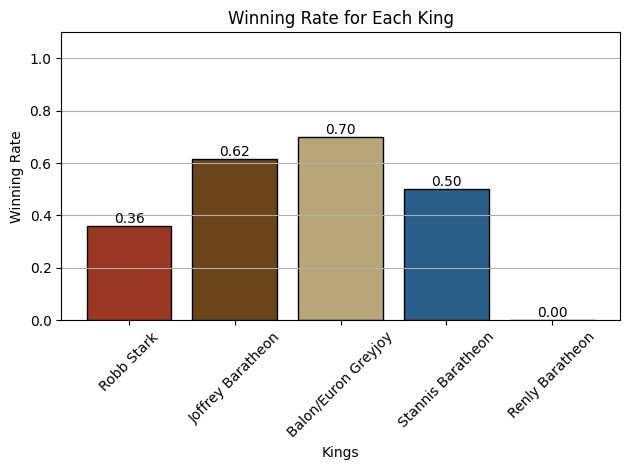 Winning Rate for Each King
Winning Rate
1.0
0.8
0.6
0.4
0.2
0.0
0.36
0.62
0.70
0.50
0.00
Robb Stark
Joffrey Baratheon
Balon/Euron Greyjoy
Stannis Baratheon
Renly Baratheon
Kings